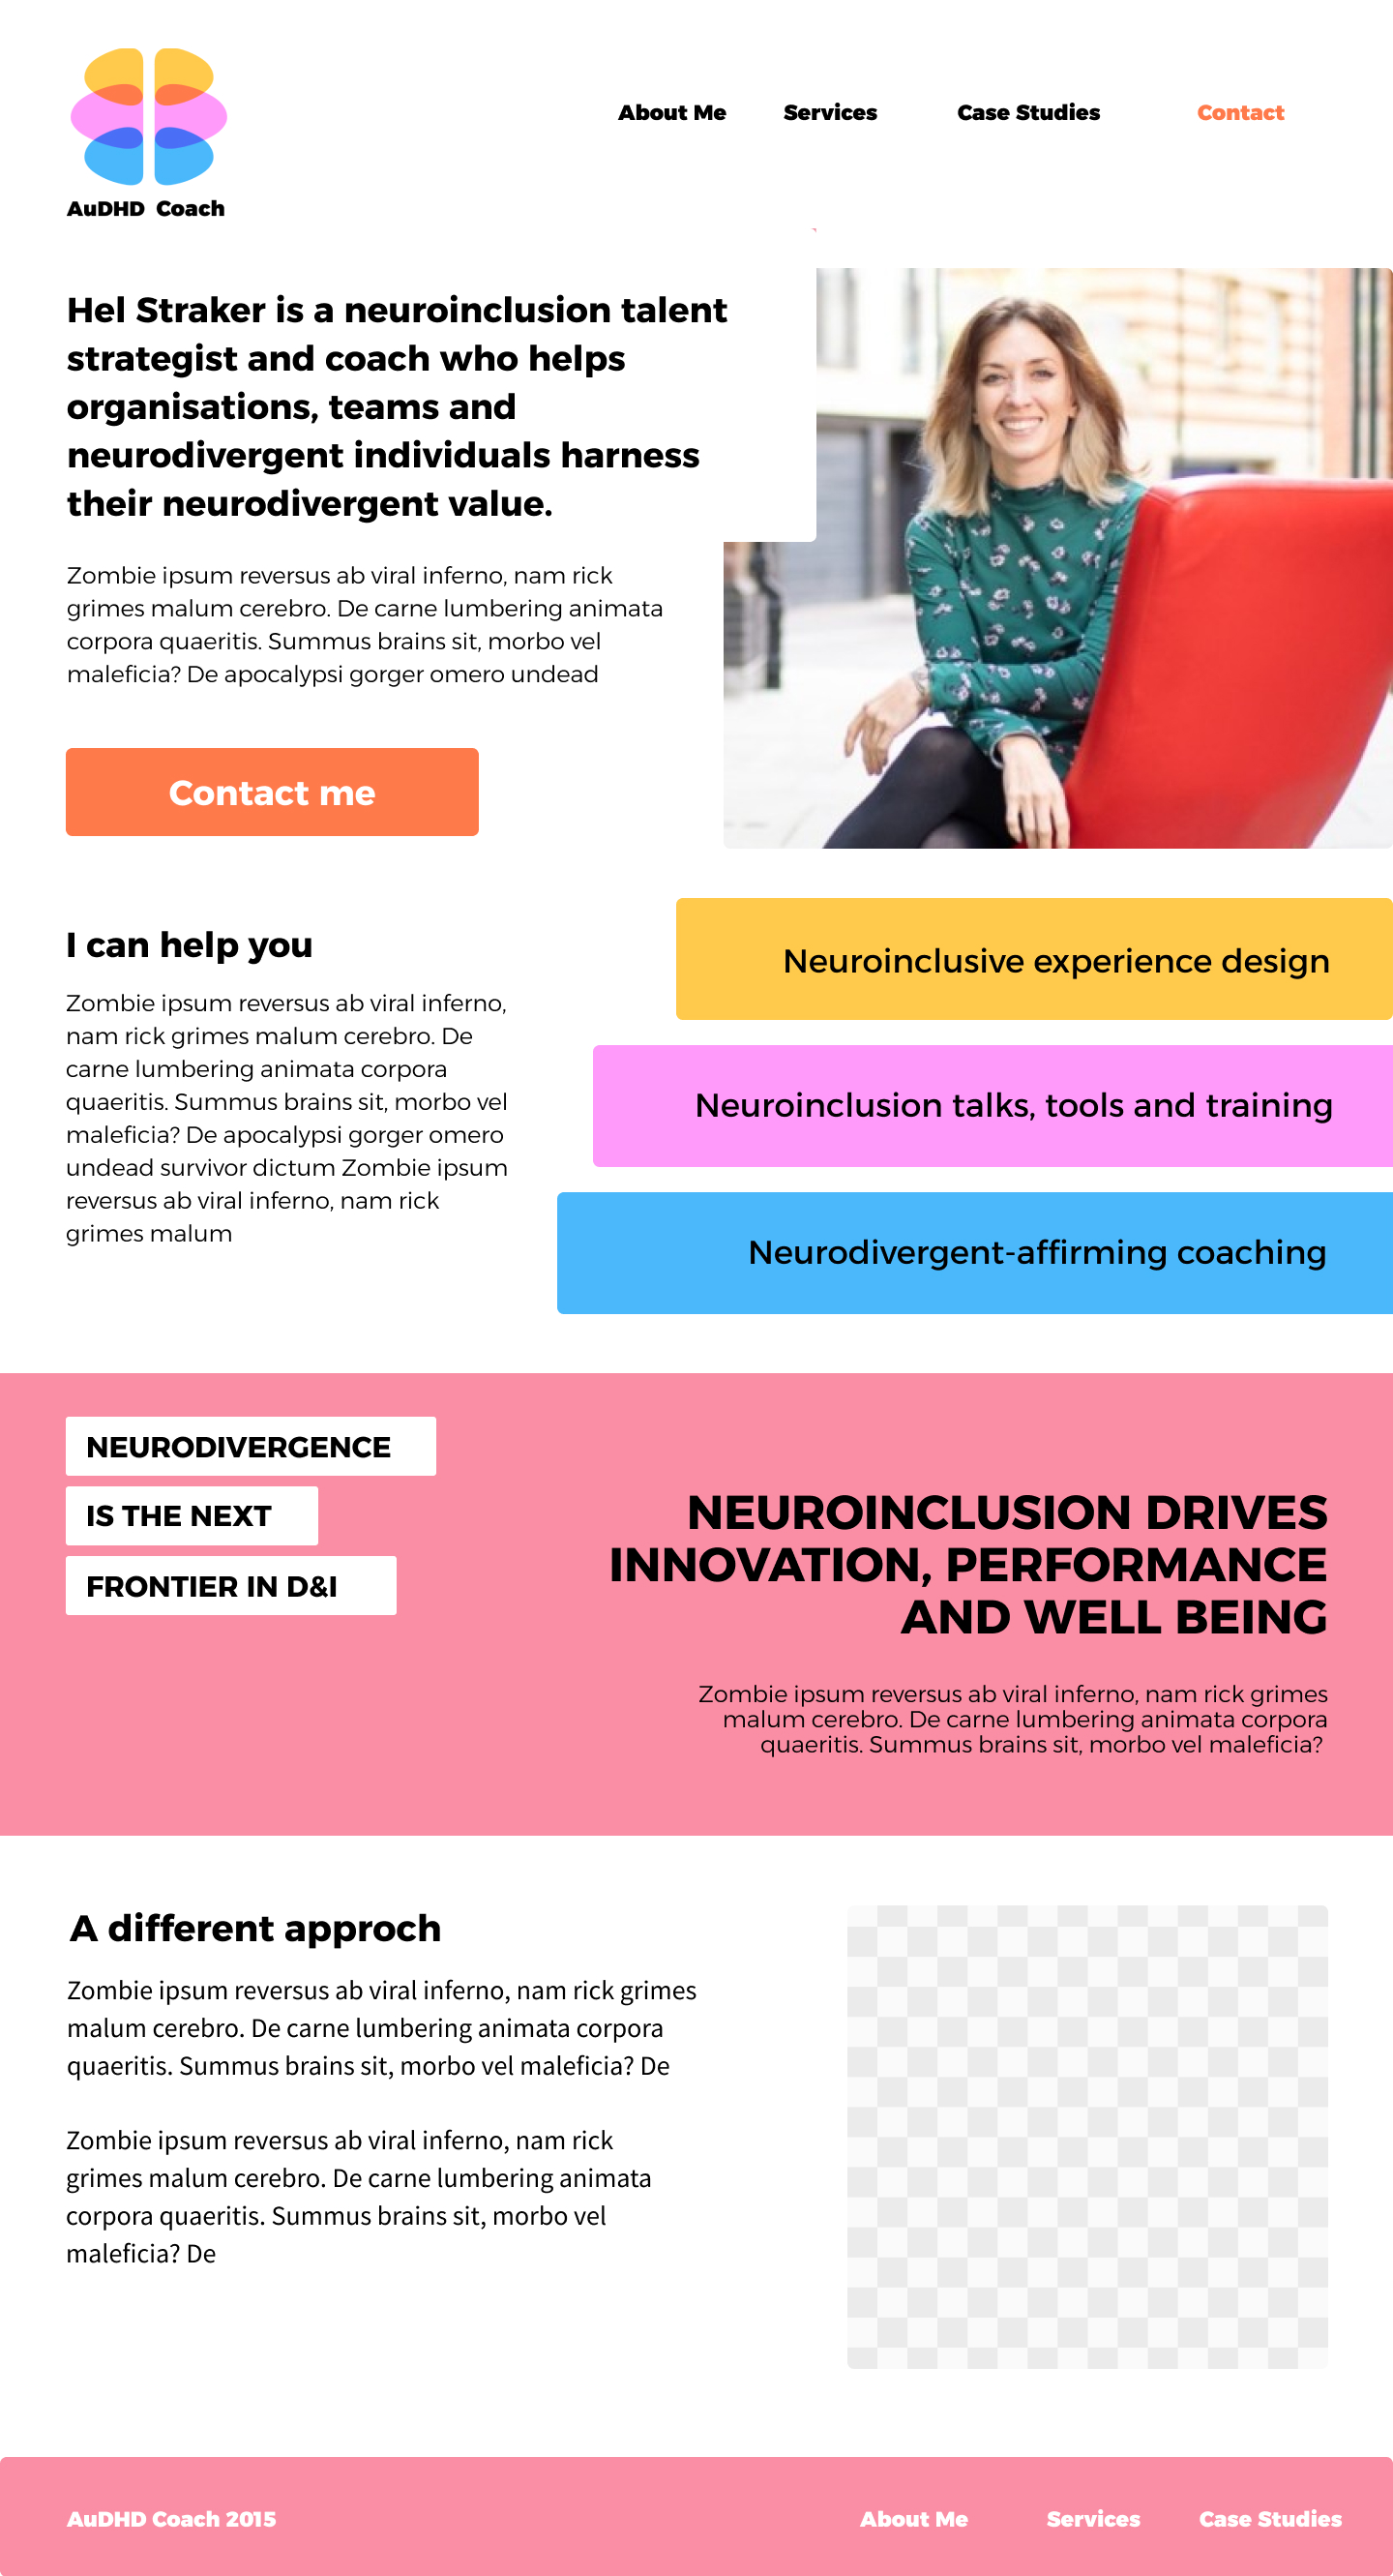 About Me Services Case Studies Contact
AuDHD Coach
Hel Straker is a neuroinclusion talent
strategist and coach who helps
organisations, teams and
neurodivergent individuals harness
their neurodivergent value.
Zombie ipsum reversus ab viral inferno, nam rick
grimes malum cerebro. De carne lumbering animata
corpora quaeritis. Summus brains sit, morbo vel
maleficia? De apocalypsi gorger omero undead
Contact me
I can help you
Zombie ipsum reversus ab viral inferno,
nam rick grimes malum cerebro. De
carne lumbering animata corpora
quaeritis. Summus brains sit, morbo vel
maleficia? De apocalypsi gorger omero
undead survivor dictum Zombie ipsum
reversus ab viral inferno, nam rick
grimes malum
Neuroinclusive experience design
Neuroinclusion talks, tools and training
Neurodivergent-affirming coaching
NEURODIVERGENCE
IS THE NEXT
FRONTIER IN D&I
NEUROINCLUSION DRIVES
INNOVATION, PERFORMANCE
AND WELL BEING
Zombie ipsum reversus ab viral inferno, nam rick grimes
malum cerebro. De carne lumbering animata corpora
quaeritis. Summus brains sit, morbo vel maleficia?
A different approch
Zombie ipsum reversus ab viral inferno, nam rick grimes
malum cerebro. De carne lumbering animata corpora
quaeritis. Summus brains sit, morbo vel maleficia? De
Zombie ipsum reversus ab viral inferno, nam rick
grimes malum cerebro. De carne lumbering animata
corpora quaeritis. Summus brains sit, morbo vel
maleficia? De
AuDHD Coach 2015 About Me Services Case Studies